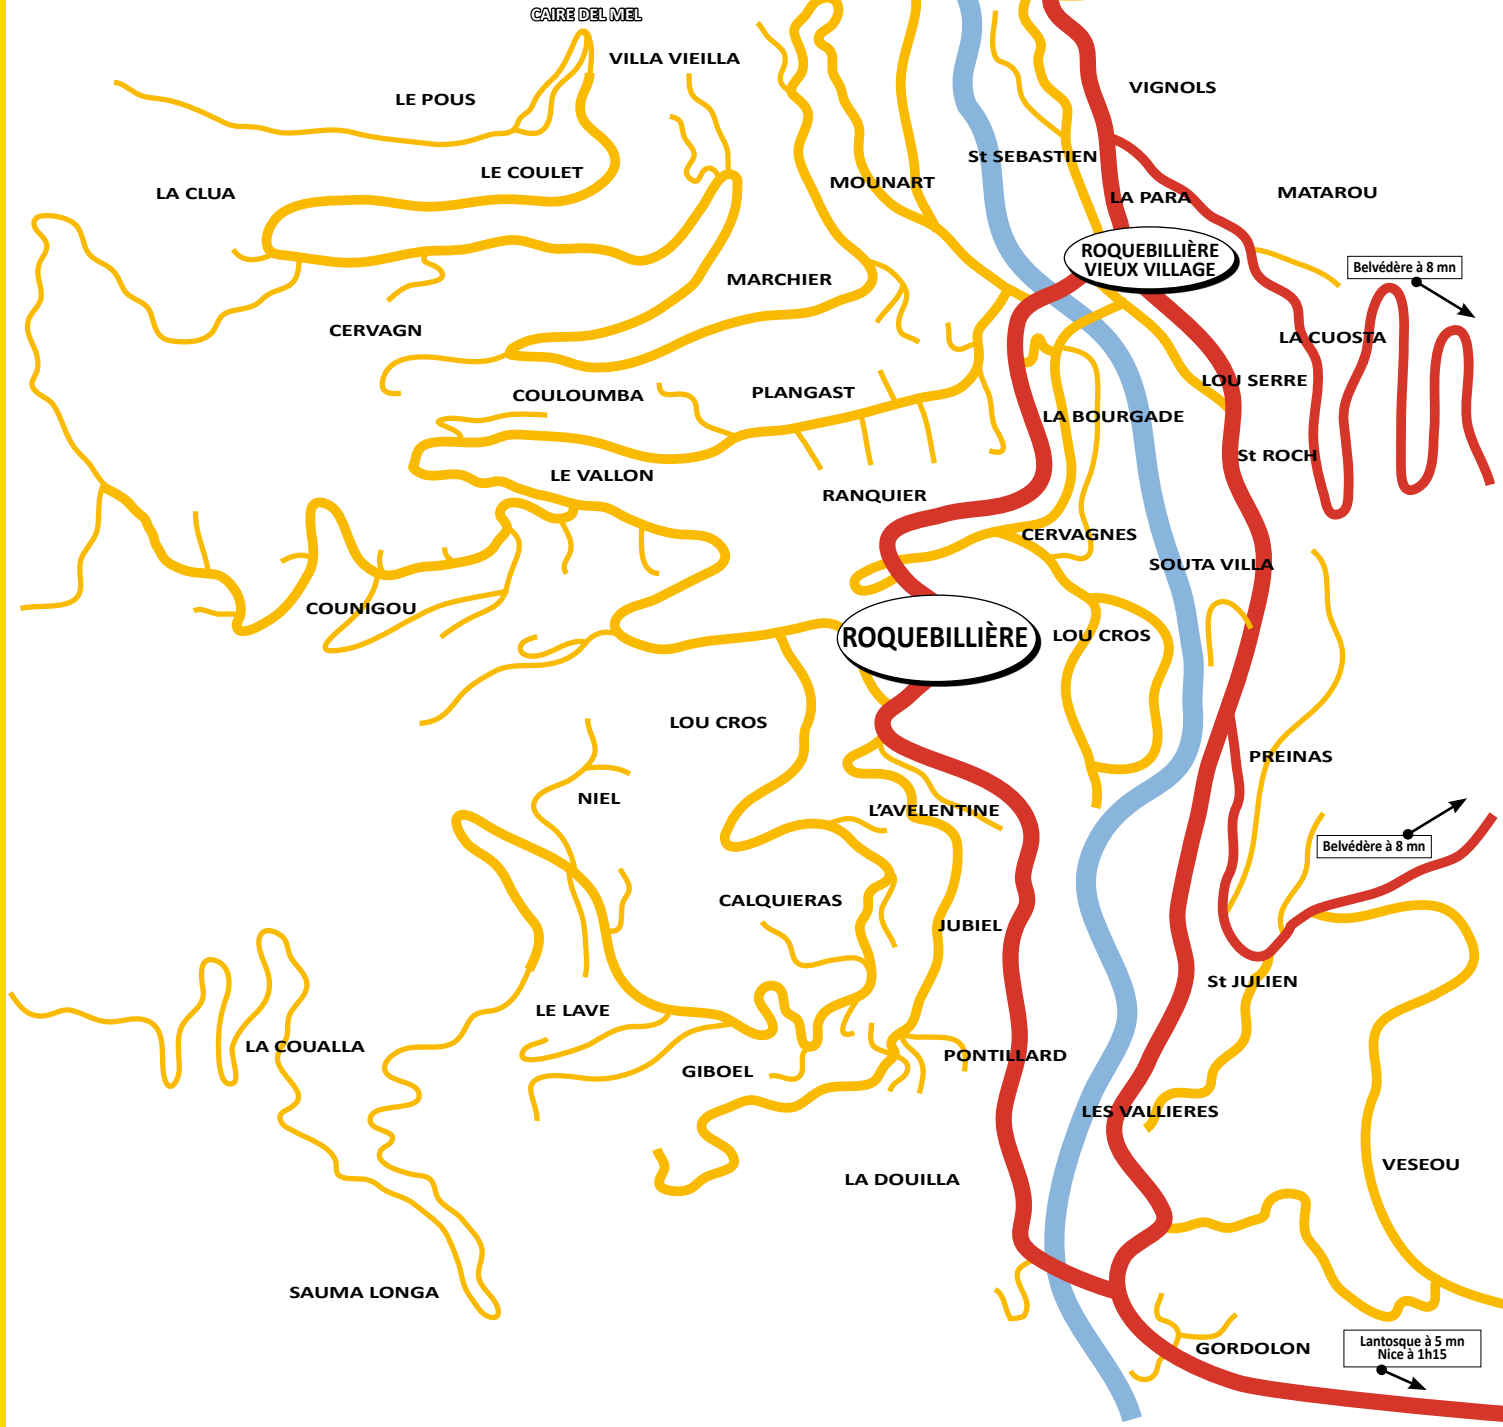 CAIRE DEL MEL
VILLA VIEILLA
VIGNOLS
LE POUS
St SEBASTIEN
LE COULET
MOUNART
LA CLUA
LA PARA
MATAROU
ROQUEBILLIÈRE
VIEUX VILLAGE
Belvédère à 8 mn
MARCHIER
CERVAGN
LA CUOSTA
LOU SERRE
COULOUMBA
PLANGAST
LA BOURGADE
St ROCH
LE VALLON
RANQUIER
CERVAGNES
SOUTA VILLA
COUNIGOU
ROQUEBILLIÈRE
LOU CROS
LOU CROS
PREINAS
NIEL
L'AVELENTINE
Belvédère à 8 mn
CALQUIERAS
JUBIEL
St JULIEN
LE LAVE
LA COUALLA
PONTILLARD
GIBOEL
LES VALLIERES
VESEOU
LA DOUILLA
SAUMA LONGA
GORDOLON
Lantosque à 5 mn
Nice à 1h15